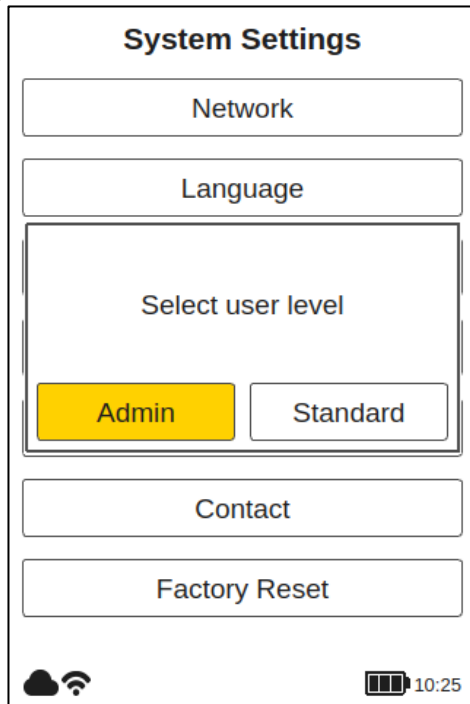 System Settings
Network
Language
Select user level
Admin Standard
Contact
Factory Reset
10:25